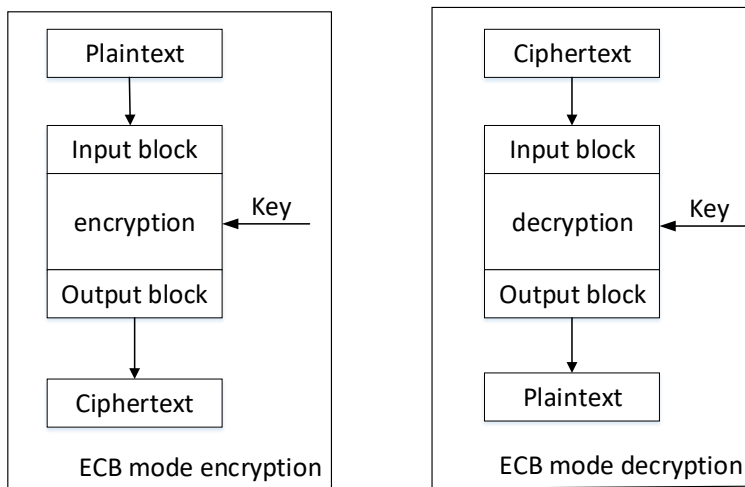 Plaintext
Input block
encryption
Key
Output block
Ciphertext
ECB mode encryption
Ciphertext
Input block
decryption
Key
Output block
Plaintext
ECB mode decryption